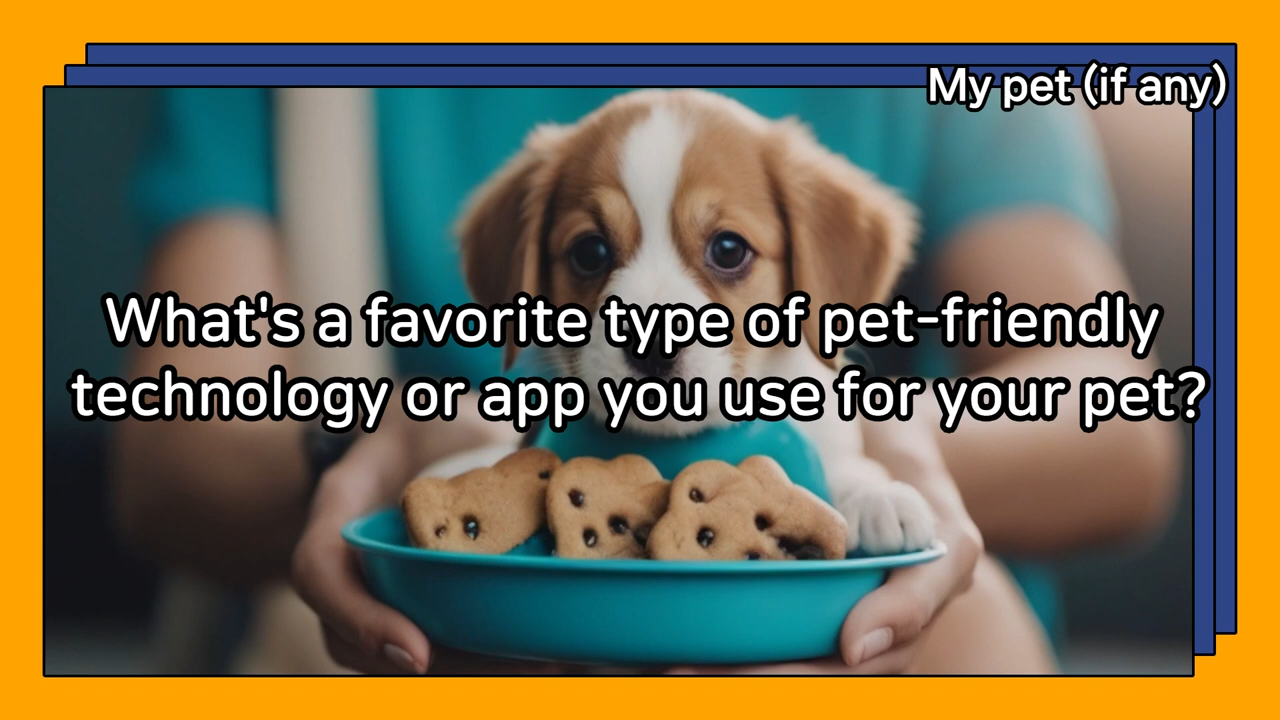 My pet (if any)
What's a favorite type of pet-friendly
technology or app you use for your pet?